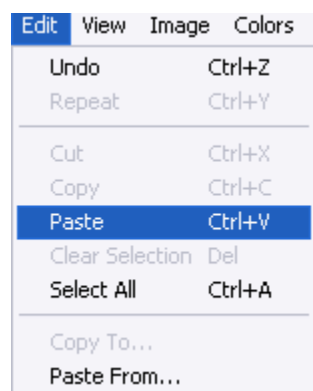 Edit View Image Colors
Undo Ctrl+Z
Repeat Ctrl+Y
Cut Ctrl+X
Copy Ctrl+C
Paste Ctrl+V
Clear Selection Del
Select All Ctrl+A
Copy To...
Paste From...